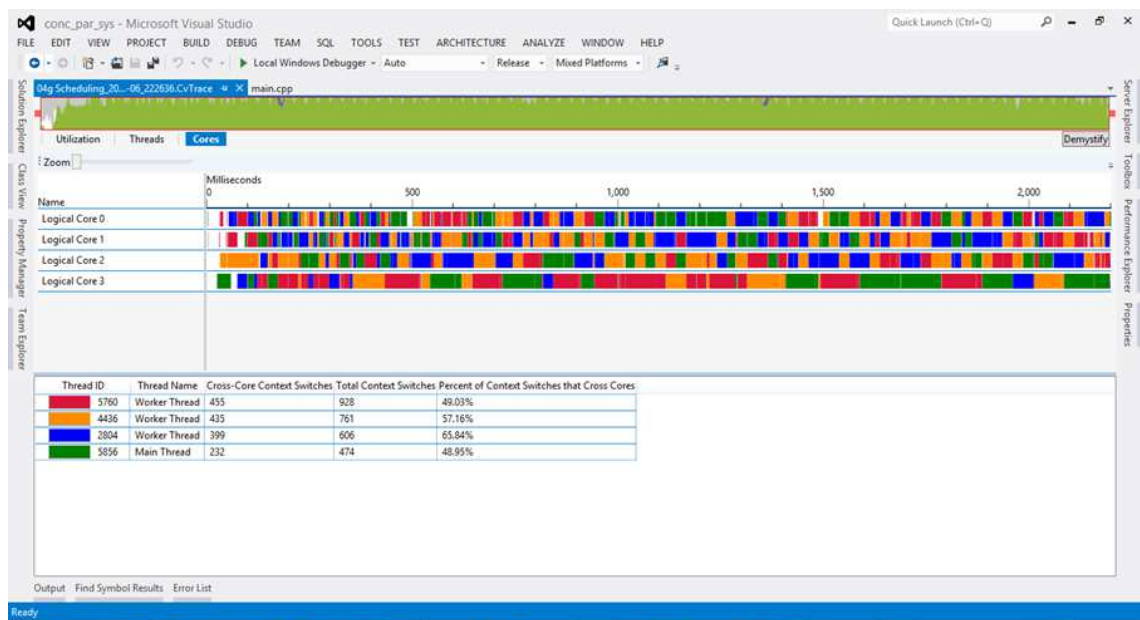 conc_par_sys - Microsoft Visual Studio
Quick Launch (Ctrl+Q)
FILE EDIT VIEW PROJECT BUILD DEBUG TEAM SQL TOOLS TEST ARCHITECTURE ANALYZE WINDOW HELP
Local Windows Debugger Auto Release Mixed Platforms
04g Scheduling_20...-06_222636.CvTrace main.cpp
Utilization Threads Cores Demystify
Zoom
Milliseconds
Name 0 500 1,000 1,500 2,000
Logical Core 0
Logical Core 1
Logical Core 2
Logical Core 3
Thread ID Thread Name Cross-Core Context Switches Total Context Switches Percent of Context Switches that Cross Cores
5760 Worker Thread 455 928 49.03%
4436 Worker Thread 435 761 57.16%
2804 Worker Thread 399 606 65.84%
5856 Main Thread 232 474 48.95%
Solution Explorer
Class View
Property Manager
Team Explorer
Server Explorer
Toolbox
Performance Explorer
Properties
Output Find Symbol Results Error List
Ready